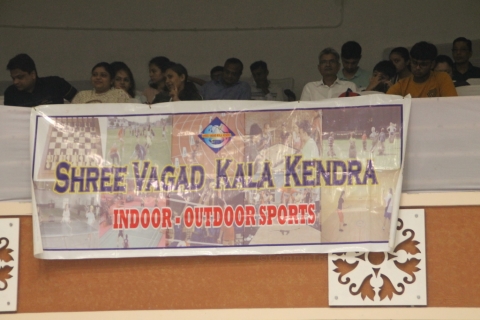 SHREE VAGAD KALA KENDRA
INDOOR - OUTDOOR SPORTS